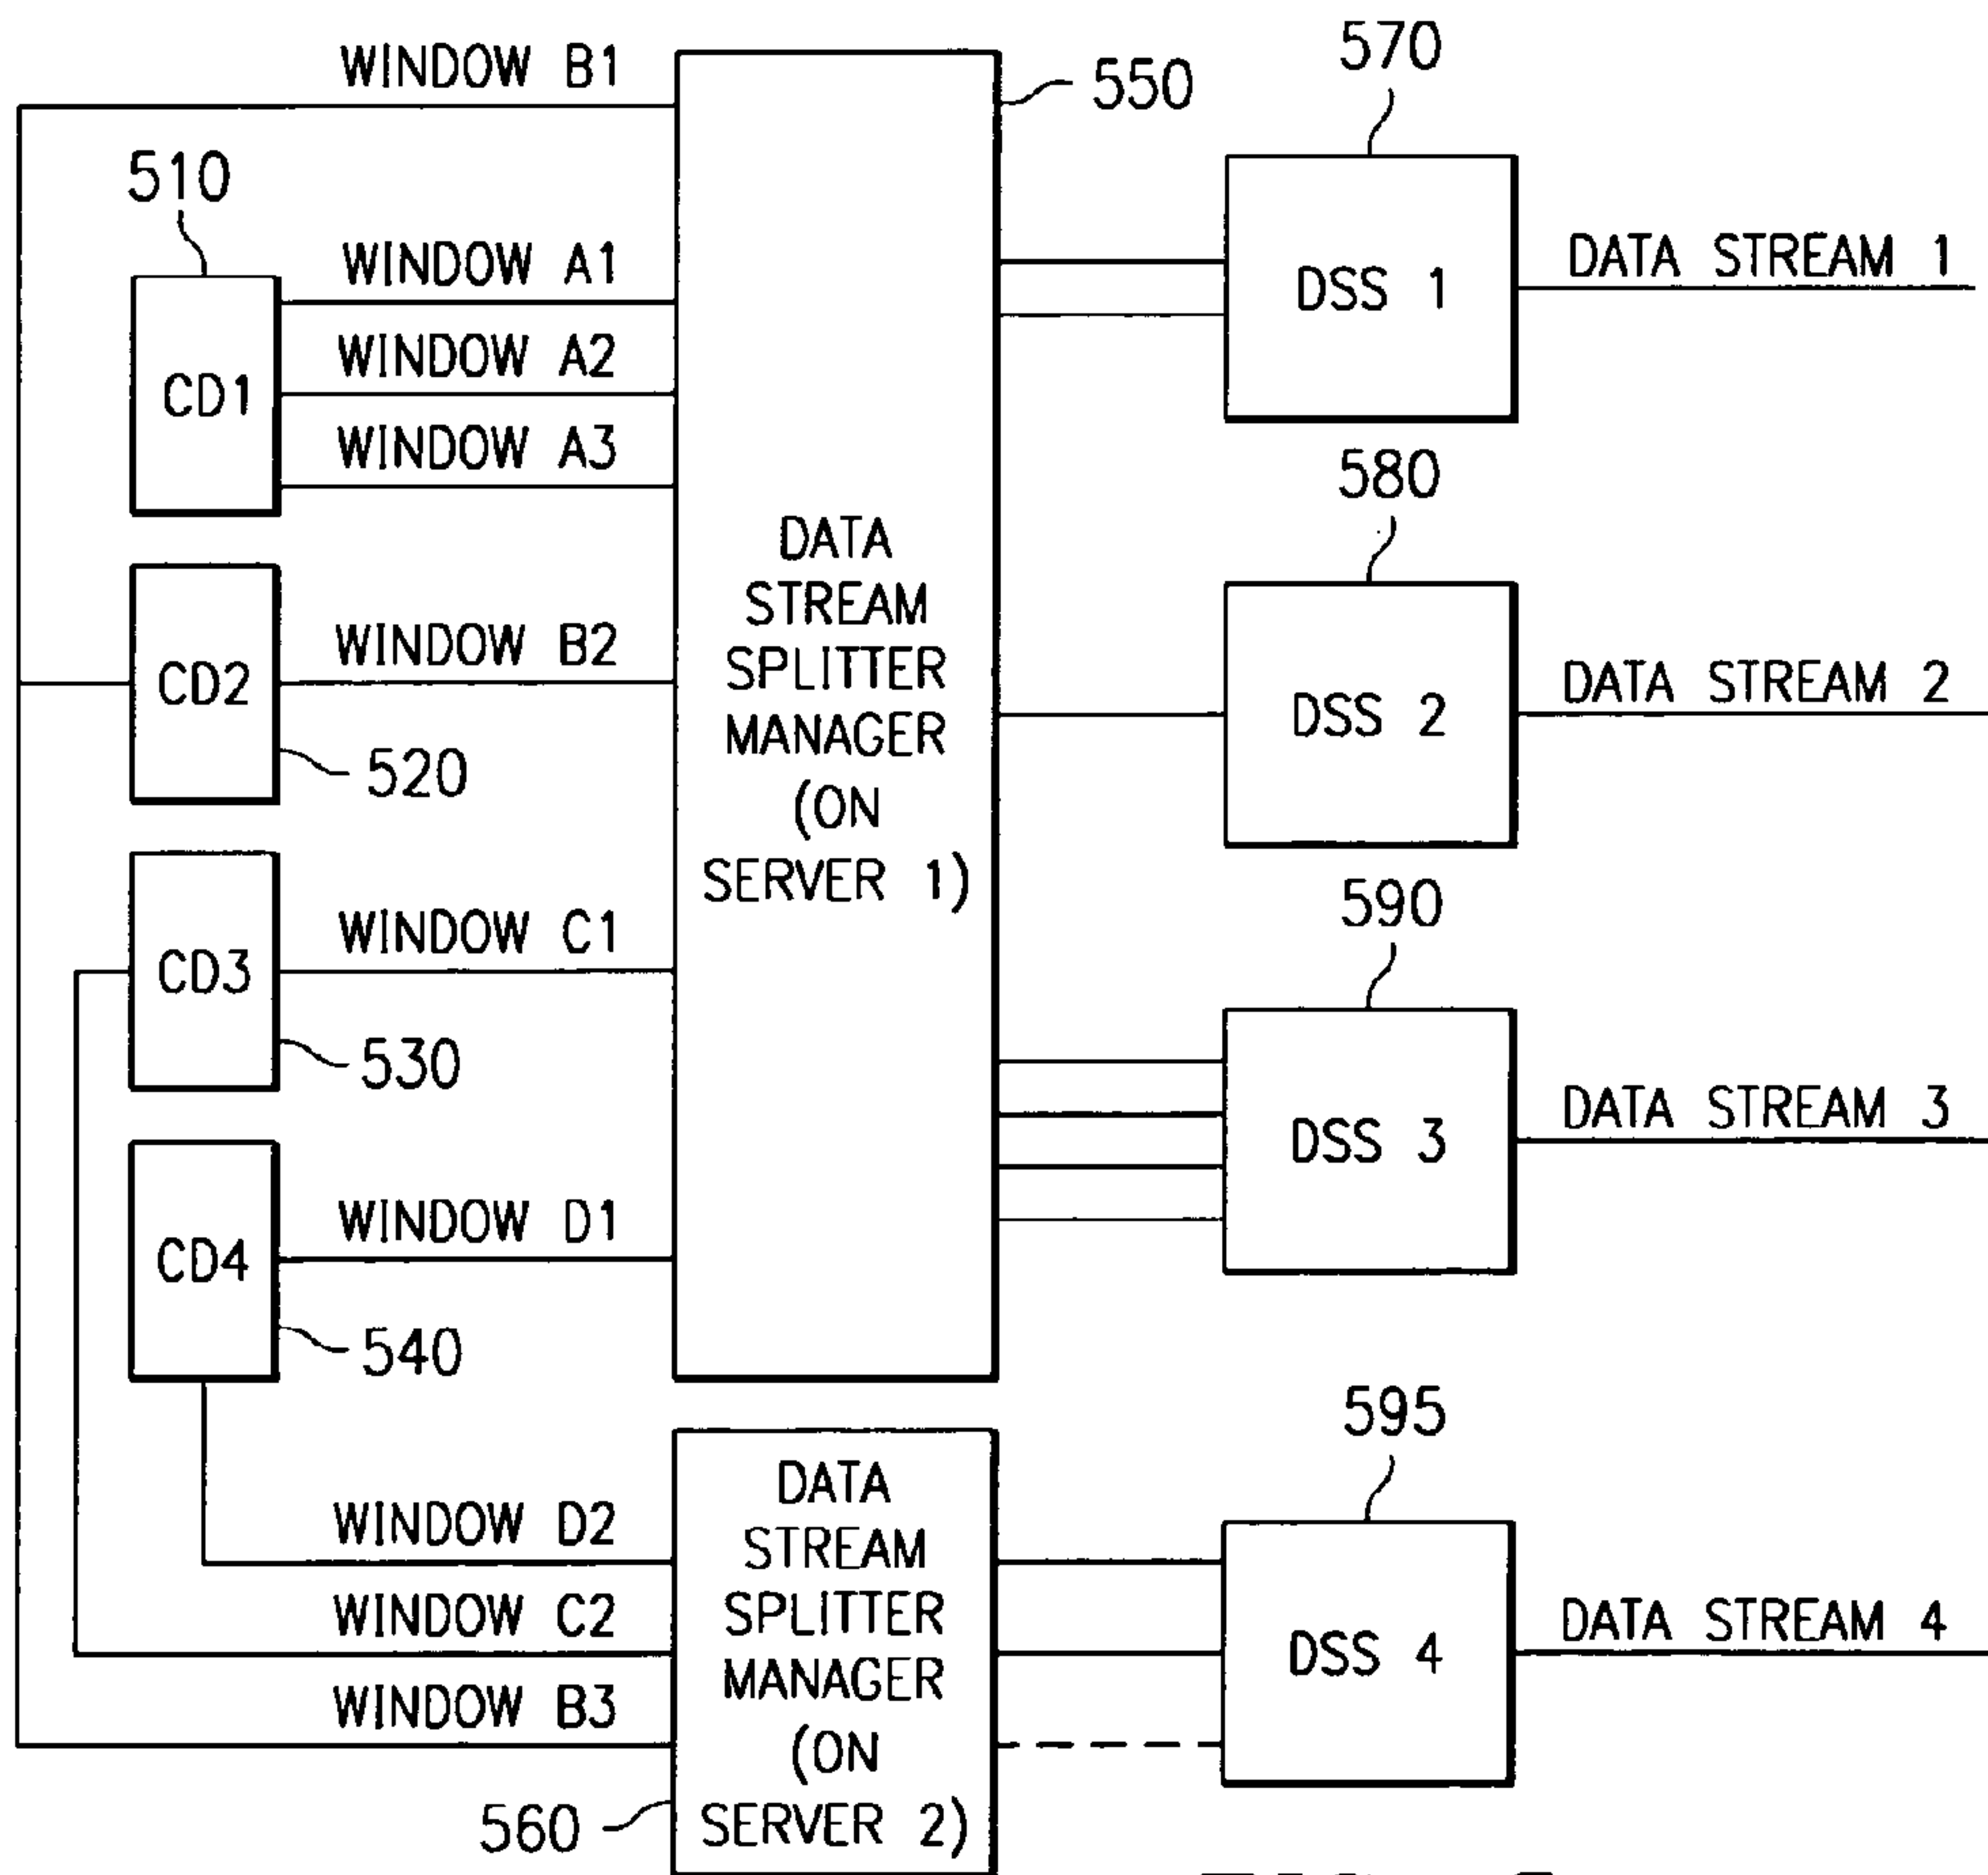 WINDOW B1
550
570
510
WINDOW A1
DATA STREAM 1
DSS 1
WINDOW A2
CD1
WINDOW A3
580
DATA
STREAM
SPLITTER
MANAGER
(ON
SERVER 1)
WINDOW B2
CD2
520
DATA STREAM 2
DSS 2
590
WINDOW C1
CD3
530
DATA STREAM 3
DSS 3
WINDOW D1
CD4
540
595
DATA
STREAM
SPLITTER
MANAGER
(ON
SERVER 2)
WINDOW D2
WINDOW C2
DATA STREAM 4
DSS 4
WINDOW B3
560